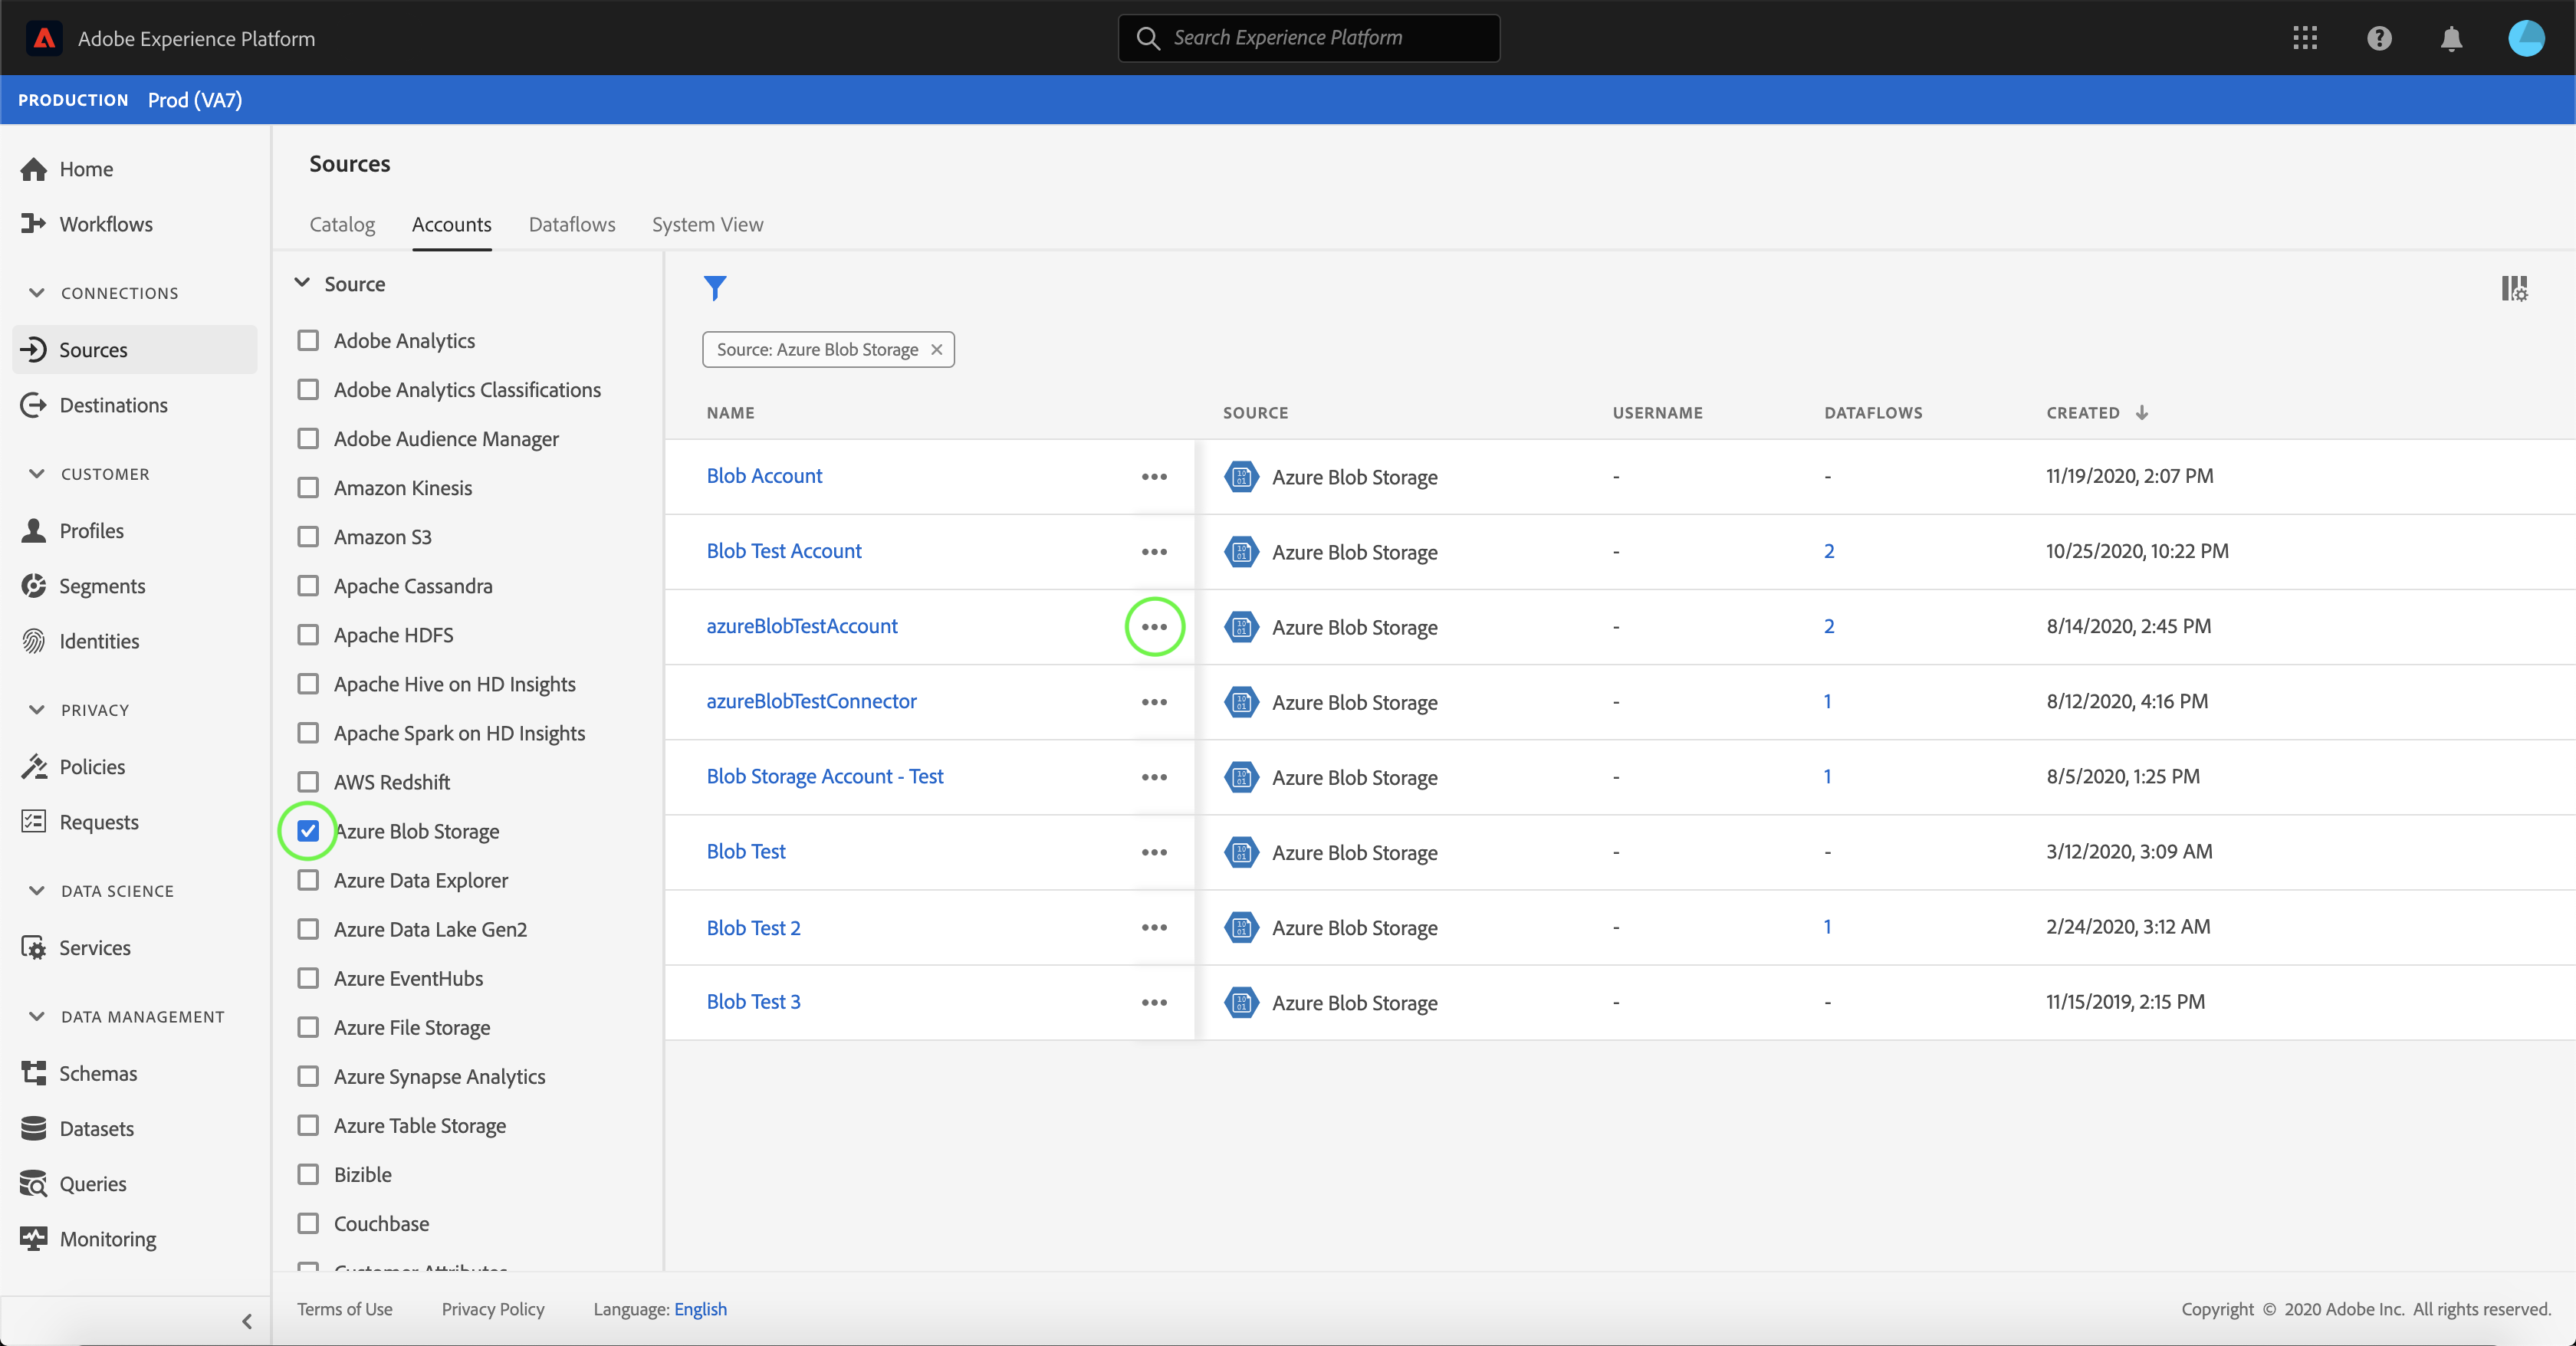 Adobe Experience Platform
Search Experience Platform
PRODUCTION Prod (VA7)
Home
Workflows
CONNECTIONS
Sources
Destinations
CUSTOMER
Profiles
Segments
Identities
PRIVACY
Policies
Requests
DATA SCIENCE
Services
DATA MANAGEMENT
Schemas
Datasets
Queries
Monitoring
Sources
Catalog Accounts Dataflows System View
Source
Adobe Analytics
Adobe Analytics Classifications
Adobe Audience Manager
Amazon Kinesis
Amazon S3
Apache Cassandra
Apache HDFS
Apache Hive on HD Insights
Apache Spark on HD Insights
AWS Redshift
Azure Blob Storage
Azure Data Explorer
Azure Data Lake Gen2
Azure EventHubs
Azure File Storage
Azure Synapse Analytics
Azure Table Storage
Bizible
Couchbase
Customer Attributes
Source: Azure Blob Storage
NAME SOURCE USERNAME DATAFLOWS CREATED
Blob Account Azure Blob Storage - - 11/19/2020, 2:07 PM
Blob Test Account Azure Blob Storage - 2 10/25/2020, 10:22 PM
azureBlobTestAccount Azure Blob Storage - 2 8/14/2020, 2:45 PM
azureBlobTestConnector Azure Blob Storage - 1 8/12/2020, 4:16 PM
Blob Storage Account - Test Azure Blob Storage - 1 8/5/2020, 1:25 PM
Blob Test Azure Blob Storage - - 3/12/2020, 3:09 AM
Blob Test 2 Azure Blob Storage - 1 2/24/2020, 3:12 AM
Blob Test 3 Azure Blob Storage - - 11/15/2019, 2:15 PM
Terms of Use Privacy Policy Language: English
Copyright © 2020 Adobe Inc. All rights reserved.